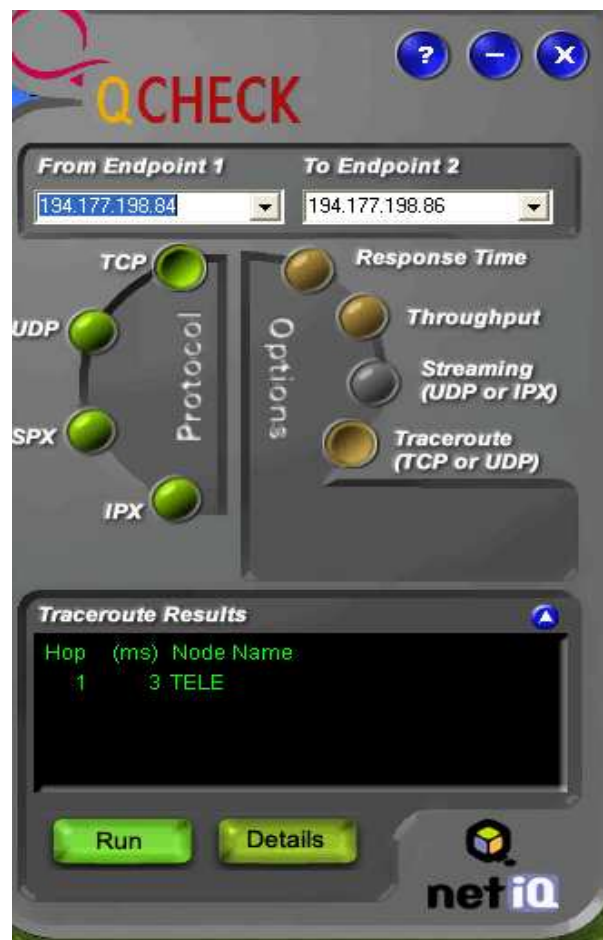 ? – X
QCHECK
From Endpoint 1 To Endpoint 2
194.177.198.84 194.177.198.86
TCP
UDP
SPX
IPX
Protocol
Options
Response Time
Throughput
Streaming
(UDP or IPX)
Traceroute
(TCP or UDP)
Traceroute Results
Hop (ms) Node Name
1 3 TELE
Run Details
net iQ